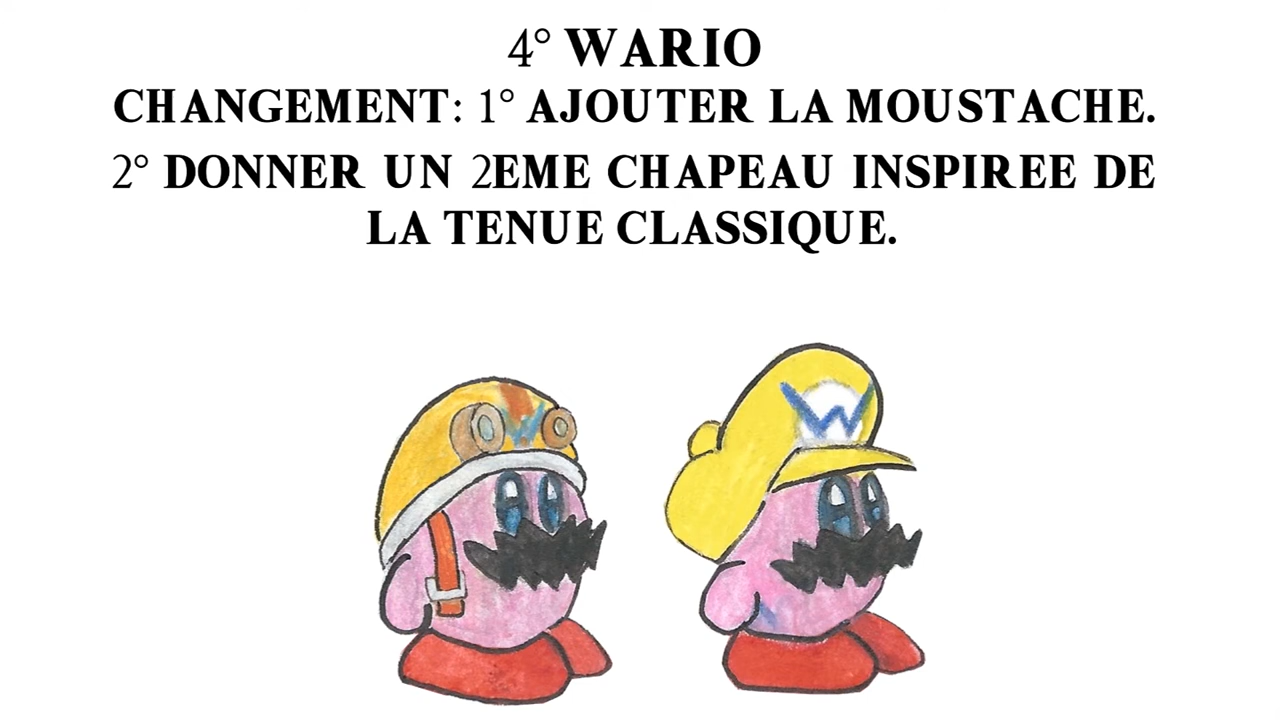 4° WARIO
CHANGEMENT: 1° AJOUTER LA MOUSTACHE.
2° DONNER UN 2EME CHAPEAU INSPIREE DE
LA TENUE CLASSIQUE.
W
W